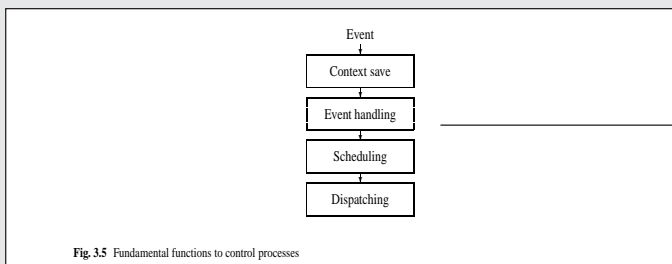 Event
Context save
Event handling
Scheduling
Dispatching
Fig. 3.5 Fundamental functions to control processes